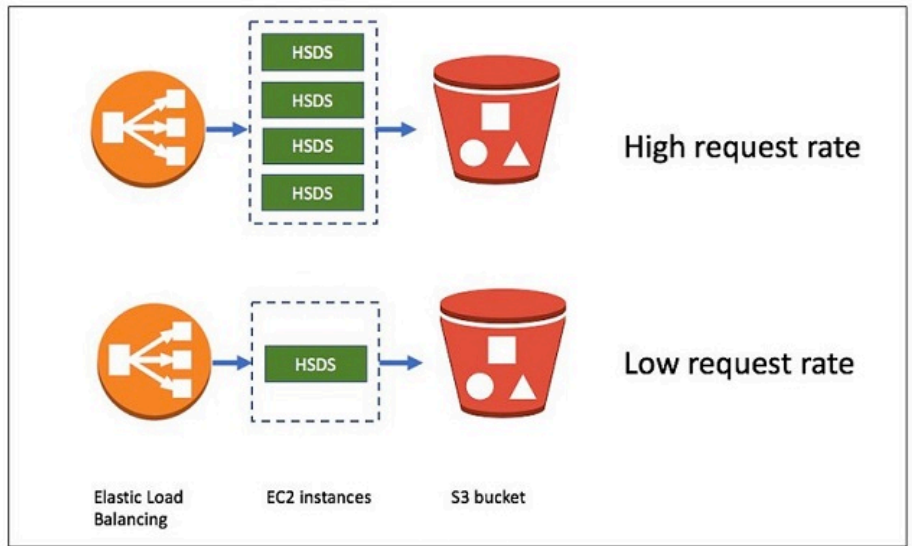 HSDS
HSDS
HSDS
HSDS
High request rate
HSDS
Low request rate
Elastic Load
Balancing
EC2 instances
S3 bucket